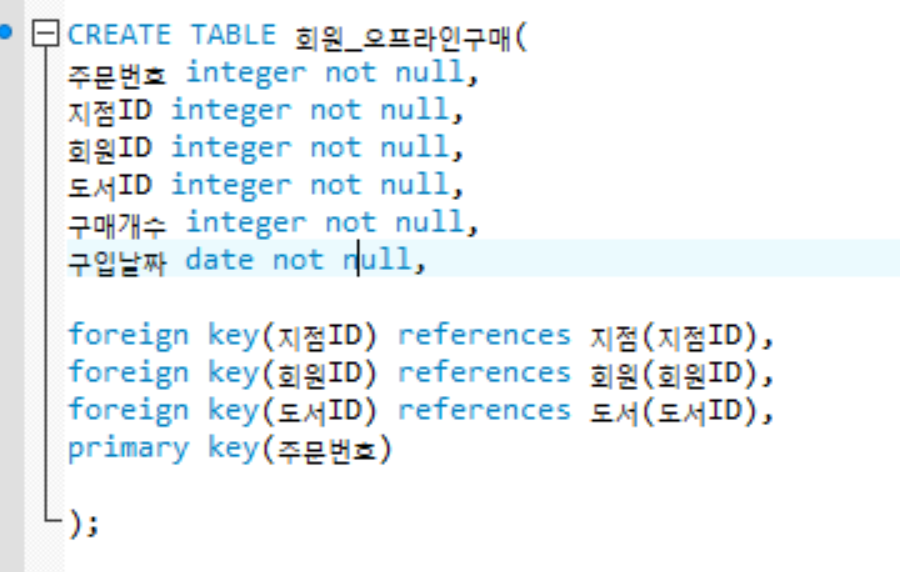 CREATE TABLE 회원_오프라인구매(
주문번호 integer not null,
지점ID integer not null,
회원ID integer not null,
도서ID integer not null,
구매개수 integer not null,
구입날짜 date not null,
foreign key(지점ID) references 지점(지점ID),
foreign key(회원ID) references 회원(회원ID),
foreign key(도서ID) references 도서(도서ID),
primary key(주문번호)
);